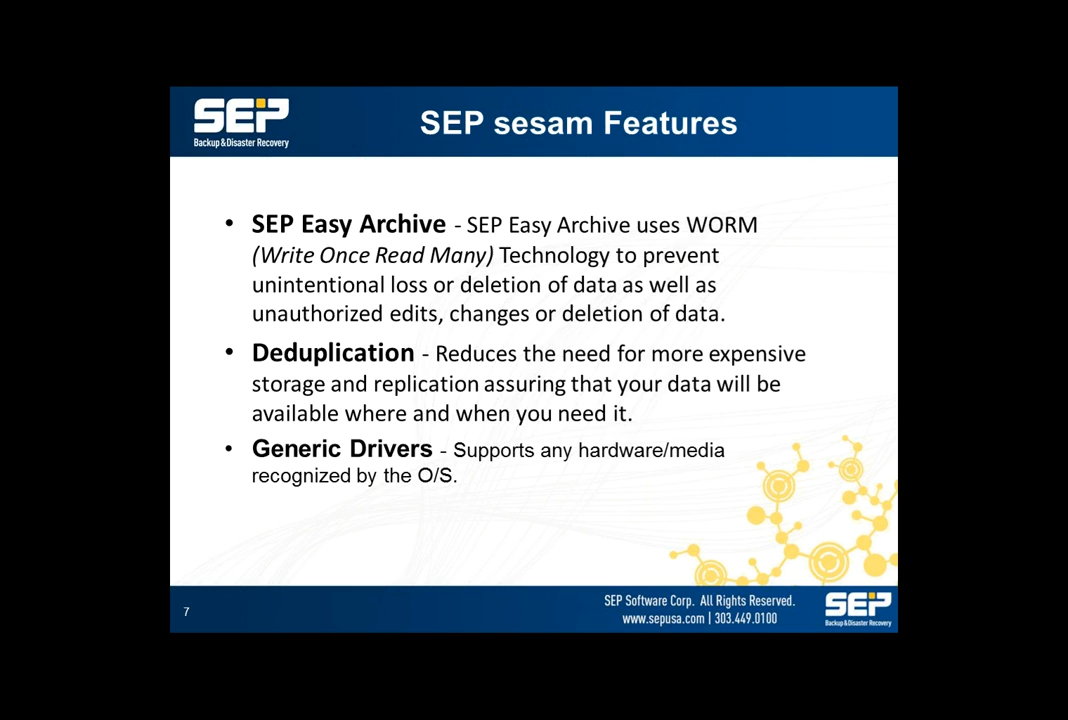 SEP
Backup & Disaster Recovery
SEP sesam Features
• SEP Easy Archive - SEP Easy Archive uses WORM
(Write Once Read Many) Technology to prevent
unintentional loss or deletion of data as well as
unauthorized edits, changes or deletion of data.
• Deduplication - Reduces the need for more expensive
storage and replication assuring that your data will be
available where and when you need it.
• Generic Drivers - Supports any hardware/media
recognized by the O/S.
7
SEP Software Corp. All Rights Reserved.
www.sepusa.com | 303.449.0100
SEP
Backup & Disaster Recovery